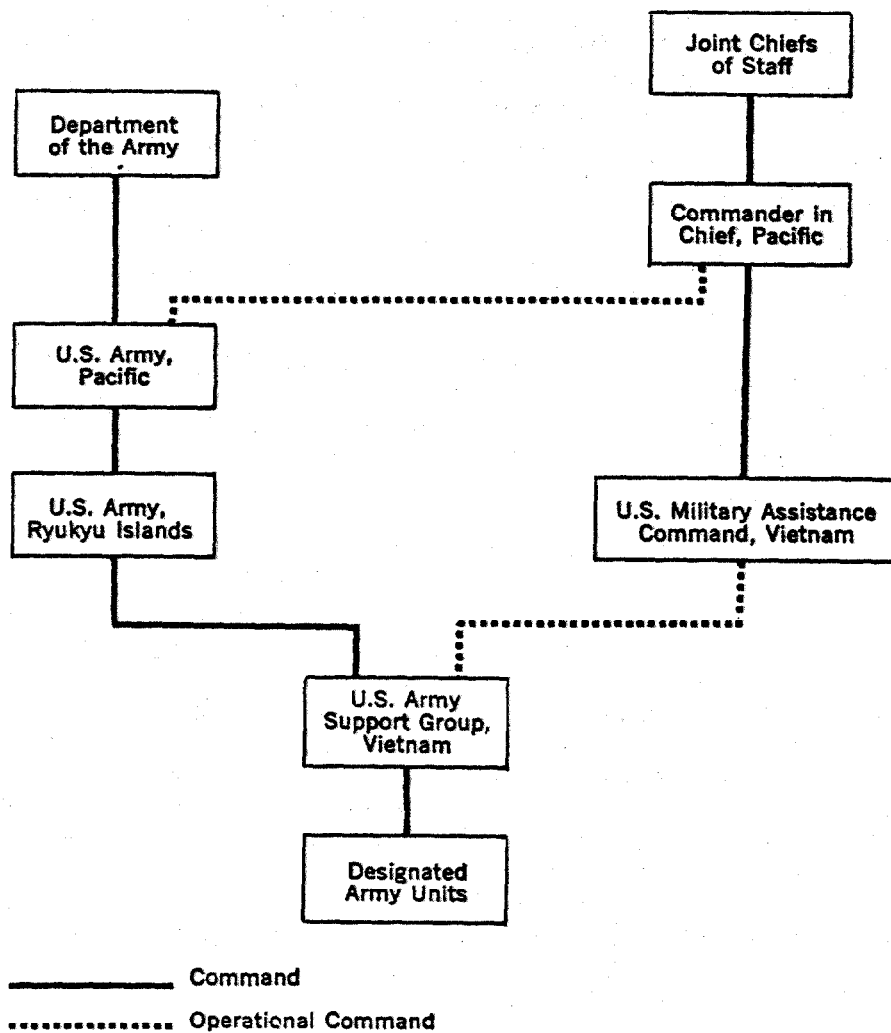 Joint Chiefs
of Staff
Department
of the Army
Commander in
Chief, Pacific
U.S. Army,
Pacific
U.S. Army,
Ryukyu Islands
U.S. Military Assistance
Command, Vietnam
U.S. Army
Support Group,
Vietnam
Designated
Army Units
Command
Operational Command